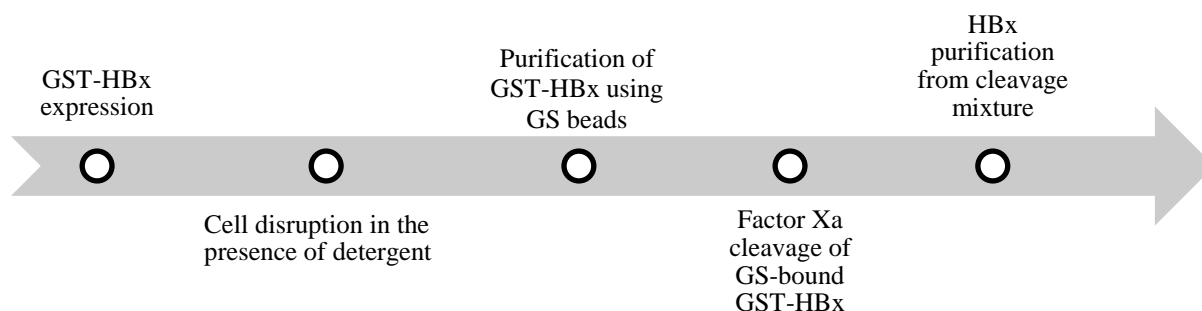 GST-HBx
expression
Cell disruption in the
presence of detergent
Purification of
GST-HBx using
GS beads
Factor Xa
cleavage of
GS-bound
GST-HBx
HBx
purification
from cleavage
mixture